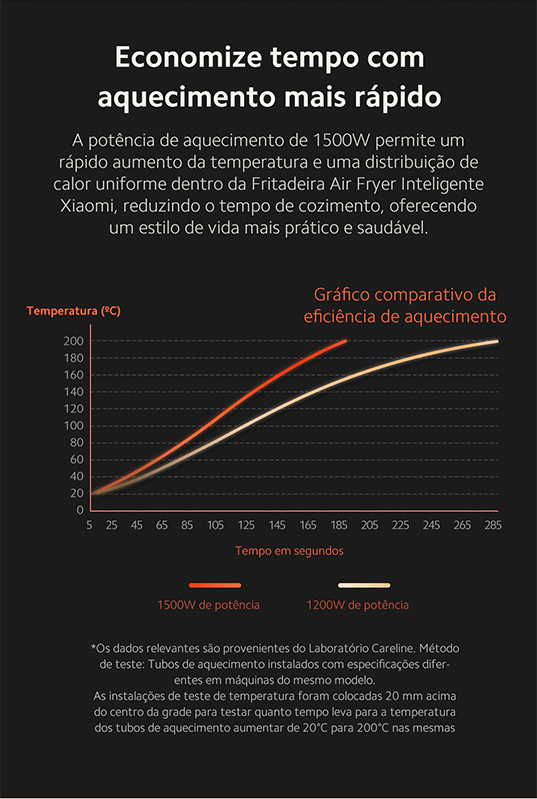 Economize tempo com
aquecimento mais rápido
A potência de aquecimento de 1500W permite um
rápido aumento da temperatura e uma distribuição de
calor uniforme dentro da Fritadeira Air Fryer Inteligente
Xiaomi, reduzindo o tempo de cozimento, oferecendo
um estilo de vida mais prático e saudável.
Gráfico comparativo da
eficiência de aquecimento
Temperatura (ºC)
200
180
160
140
120
100
80
60
40
20
0
5 25 45 65 85 105 125 145 165 185 205 225 245 265 285
Tempo em segundos
1500W de potência
1200W de potência
*Os dados relevantes são provenientes do Laboratório Careline. Método
de teste: Tubos de aquecimento instalados com especificações difer-
entes em máquinas do mesmo modelo.
As instalações de teste de temperatura foram colocadas 20 mm acima
do centro da grade para testar quanto tempo leva para a temperatura
dos tubos de aquecimento aumentar de 20°C para 200°C nas mesmas